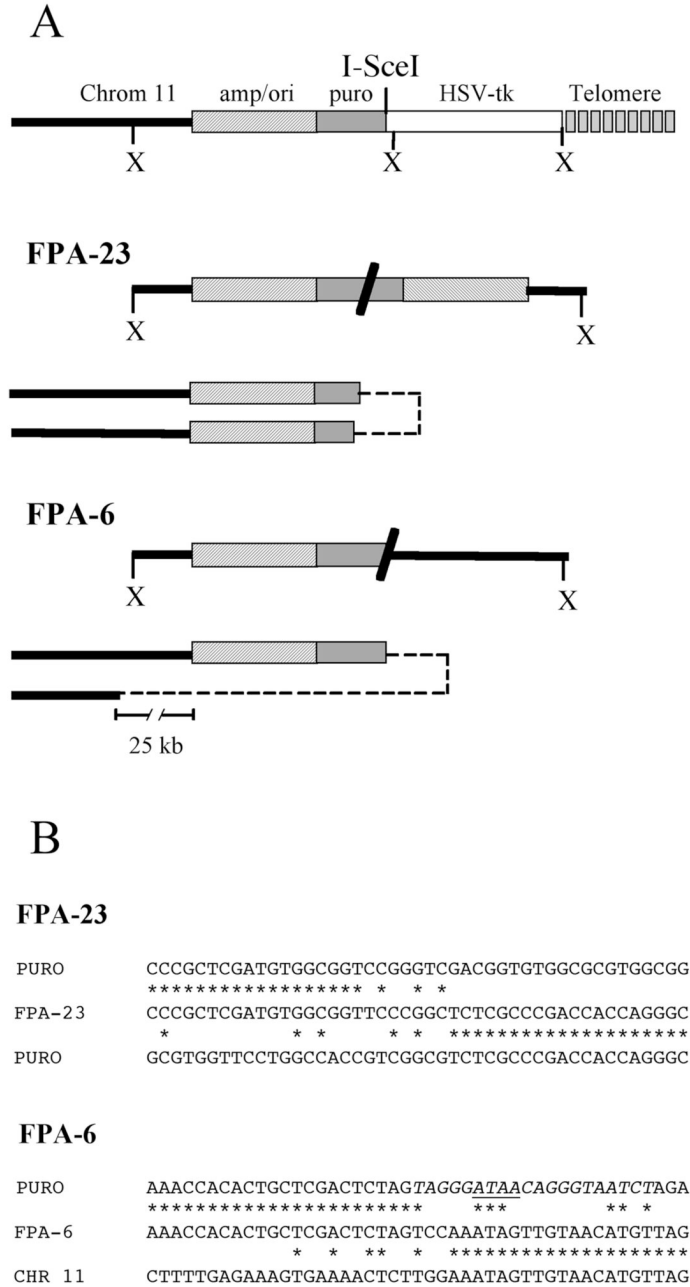 A
I-SceI
Chrom 11 amp/ori puro HSV-tk Telomere
X X X
FPA-23
X X
FPA-6
X X
25 kb
B
FPA-23
PURO CCCGCTCGATGTGGCGGTCCGGGTCGACGGTGTGGCGCGTGGCGG
****************** * * *
FPA-23 CCCGCTCGATGTGGCGGTTCCCGGCTCTCGCCCGACCACCAGGGC
* * * * * ********************
PURO GCGTGGTTCCTGGCCACCGTCGGCGTCTCGCCCGACCACCAGGGC
FPA-6
PURO AAACCACACTGCTCGACTCTAGTAGGGATAACAGGGTAATCTAGA
*********************** *** ** *
FPA-6 AAACCACACTGCTCGACTCTAGTCCAAATAGTTGTAACATGTTAG
* * ** * ********************
CHR 11 CTTTTGAGAAAGTGAAAACTCTTGGAAATAGTTGTAACATGTTAG